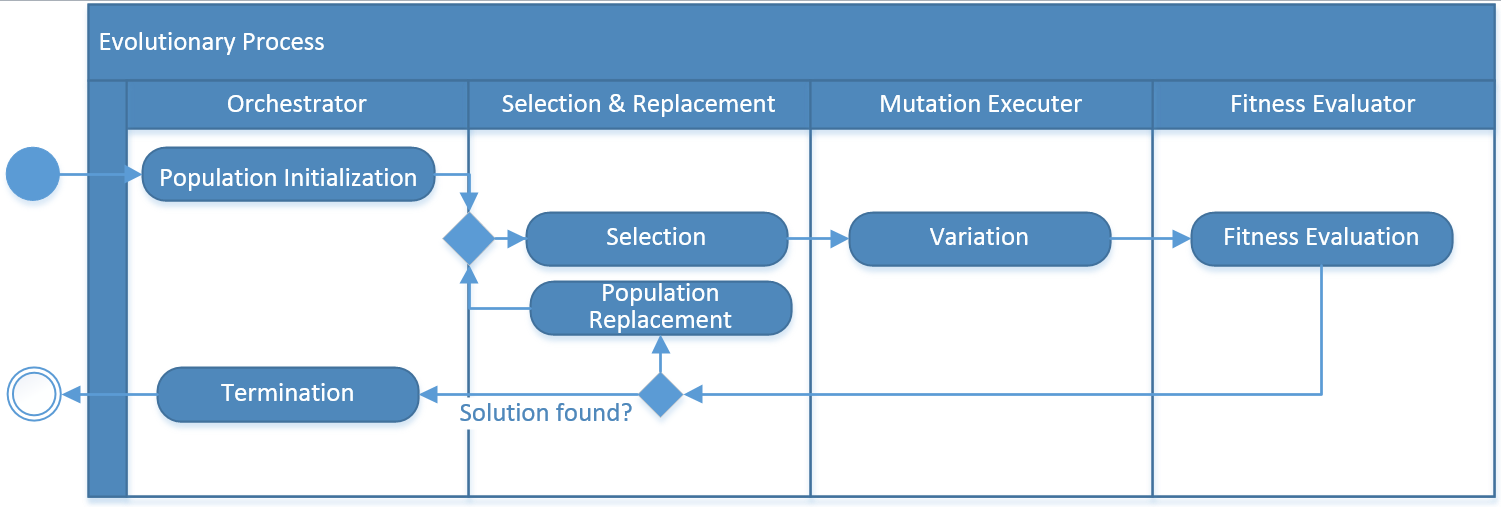 Evolutionary Process
Orchestrator
Selection & Replacement
Mutation Executer
Fitness Evaluator
Population Initialization
Selection
Variation
Fitness Evaluation
Population
Replacement
Termination
Solution found?